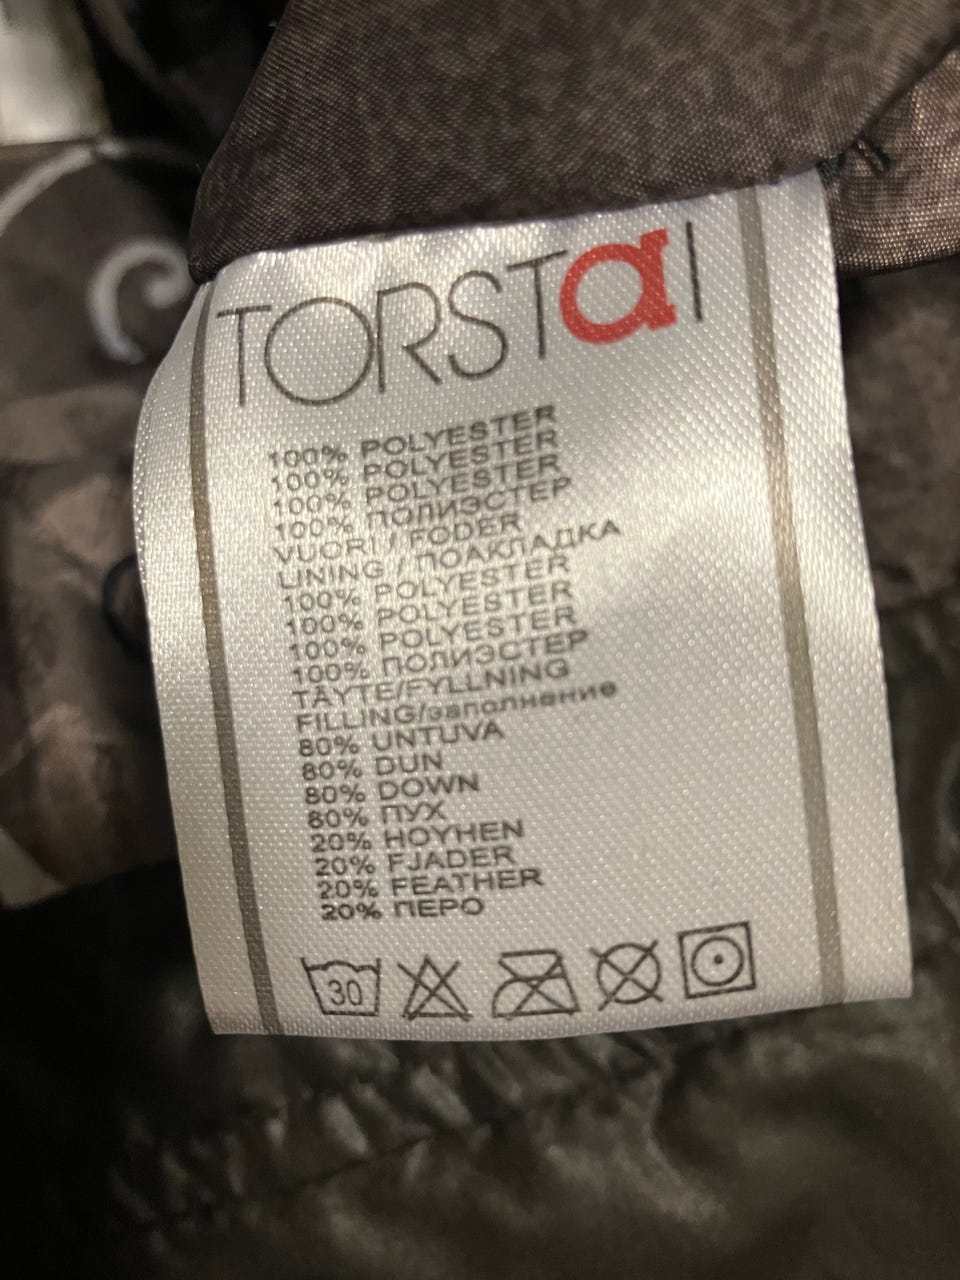 TORSTAI
100% POLYESTER
100% POLYESTER
100% POLYESTER
100% ПОЛИЭСТЕР
VUORI / FODER
LINING / ПОАКЛАДКА
100% POLYESTER
100% POLYESTER
100% POLYESTER
100% ПОЛИЭСТЕР
TÄYTE/FYLLNING
FILLING/заполнение
80% UNTUVA
80% DUN
80% DOWN
80% ПУХ
20% HOYHEN
20% FJADER
20% FEATHER
20% ПЕРО
30